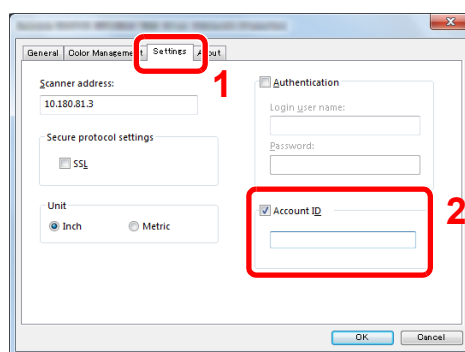 General Color Management Settings About
1
Scanner address:
10.180.81.3
Secure protocol settings
SSL
Unit
Inch Metric
Authentication
Login user name:
Password:
Account ID
2
OK Cancel